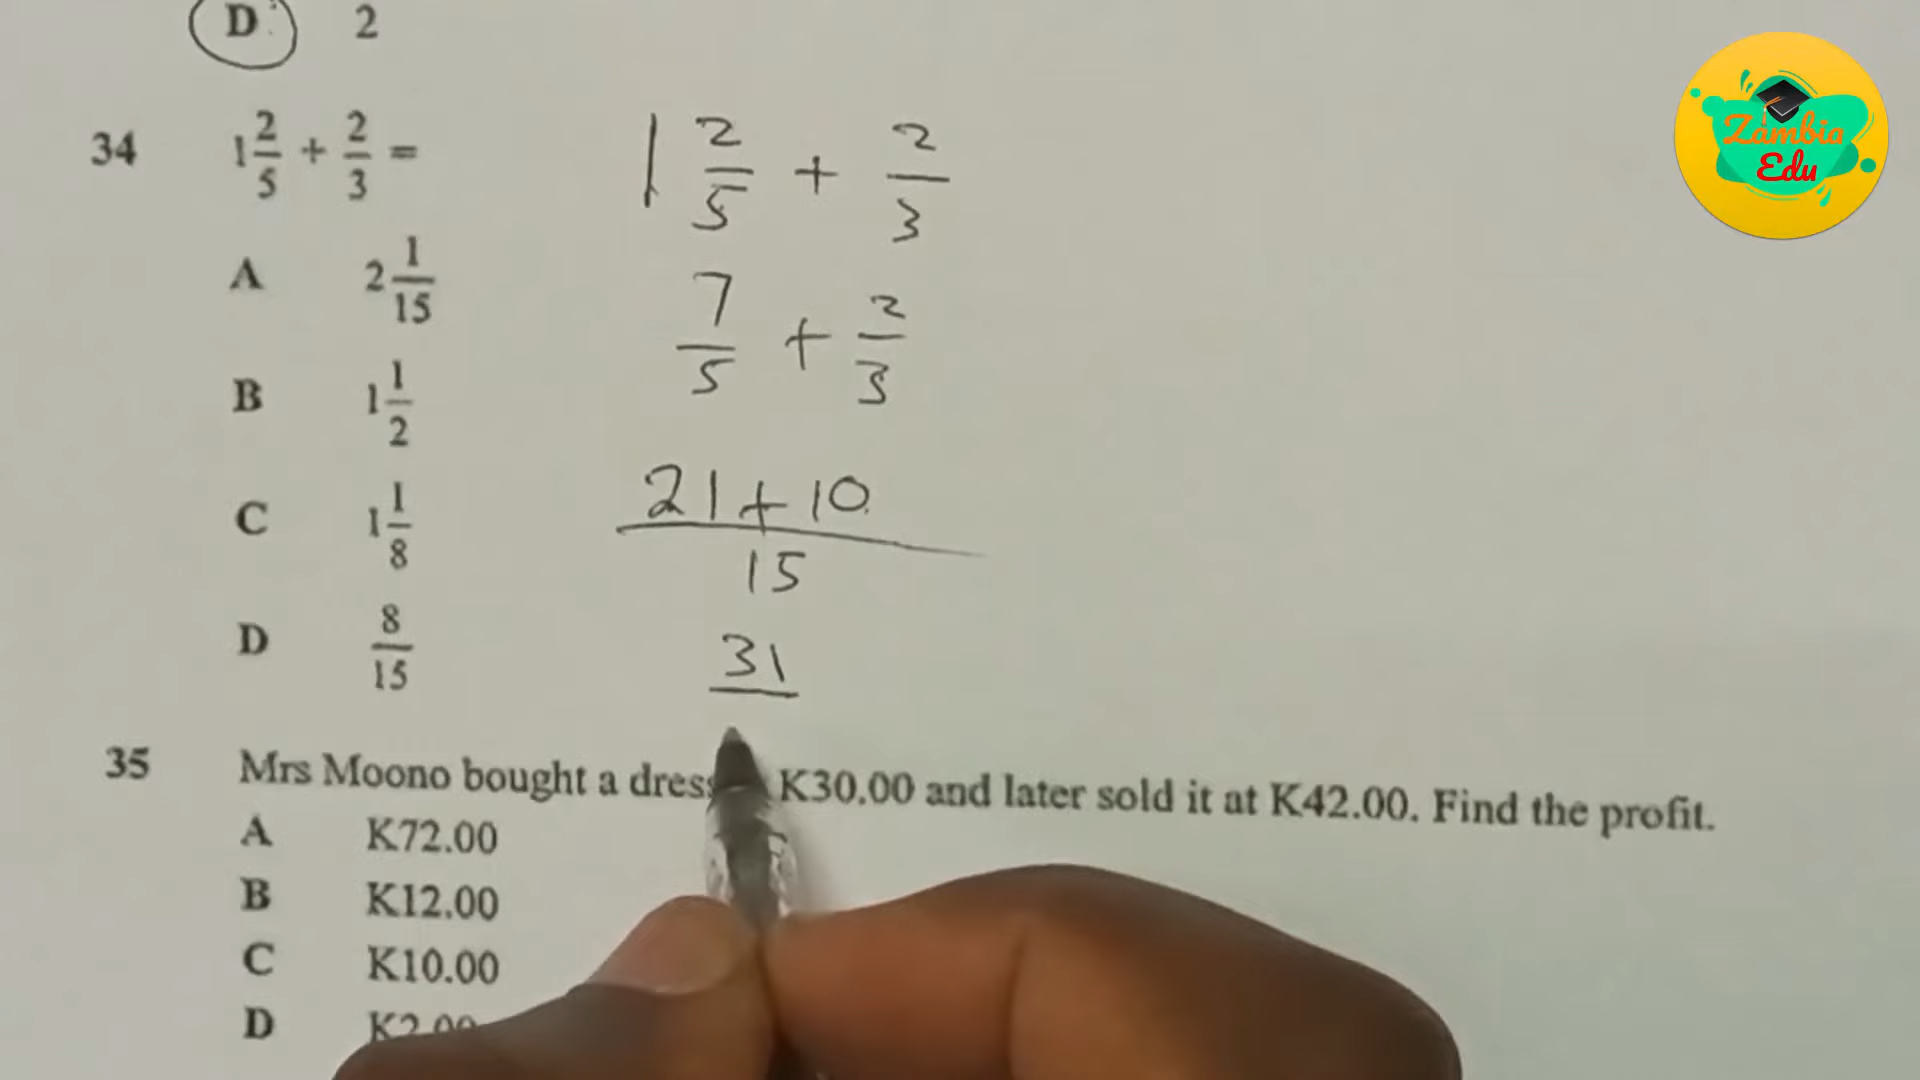 D. 2
34 1 2/5 + 2/3 =
A 2 1/15
B 1 1/2
C 1 1/8
D 8/15
1 2/5 + 2/3
7/5 + 2/3
21 + 10
15
31
35 Mrs Moono bought a dress K30.00 and later sold it at K42.00. Find the profit.
A K72.00
B K12.00
C K10.00
D K2.00
Zambia
Edu